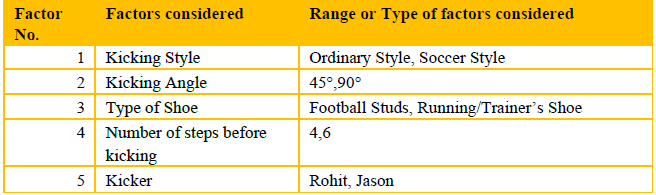 Factor No. Factors considered Range or Type of factors considered
1 Kicking Style Ordinary Style, Soccer Style
2 Kicking Angle 45°,90°
3 Type of Shoe Football Studs, Running/Trainer’s Shoe
4 Number of steps before kicking 4,6
5 Kicker Rohit, Jason